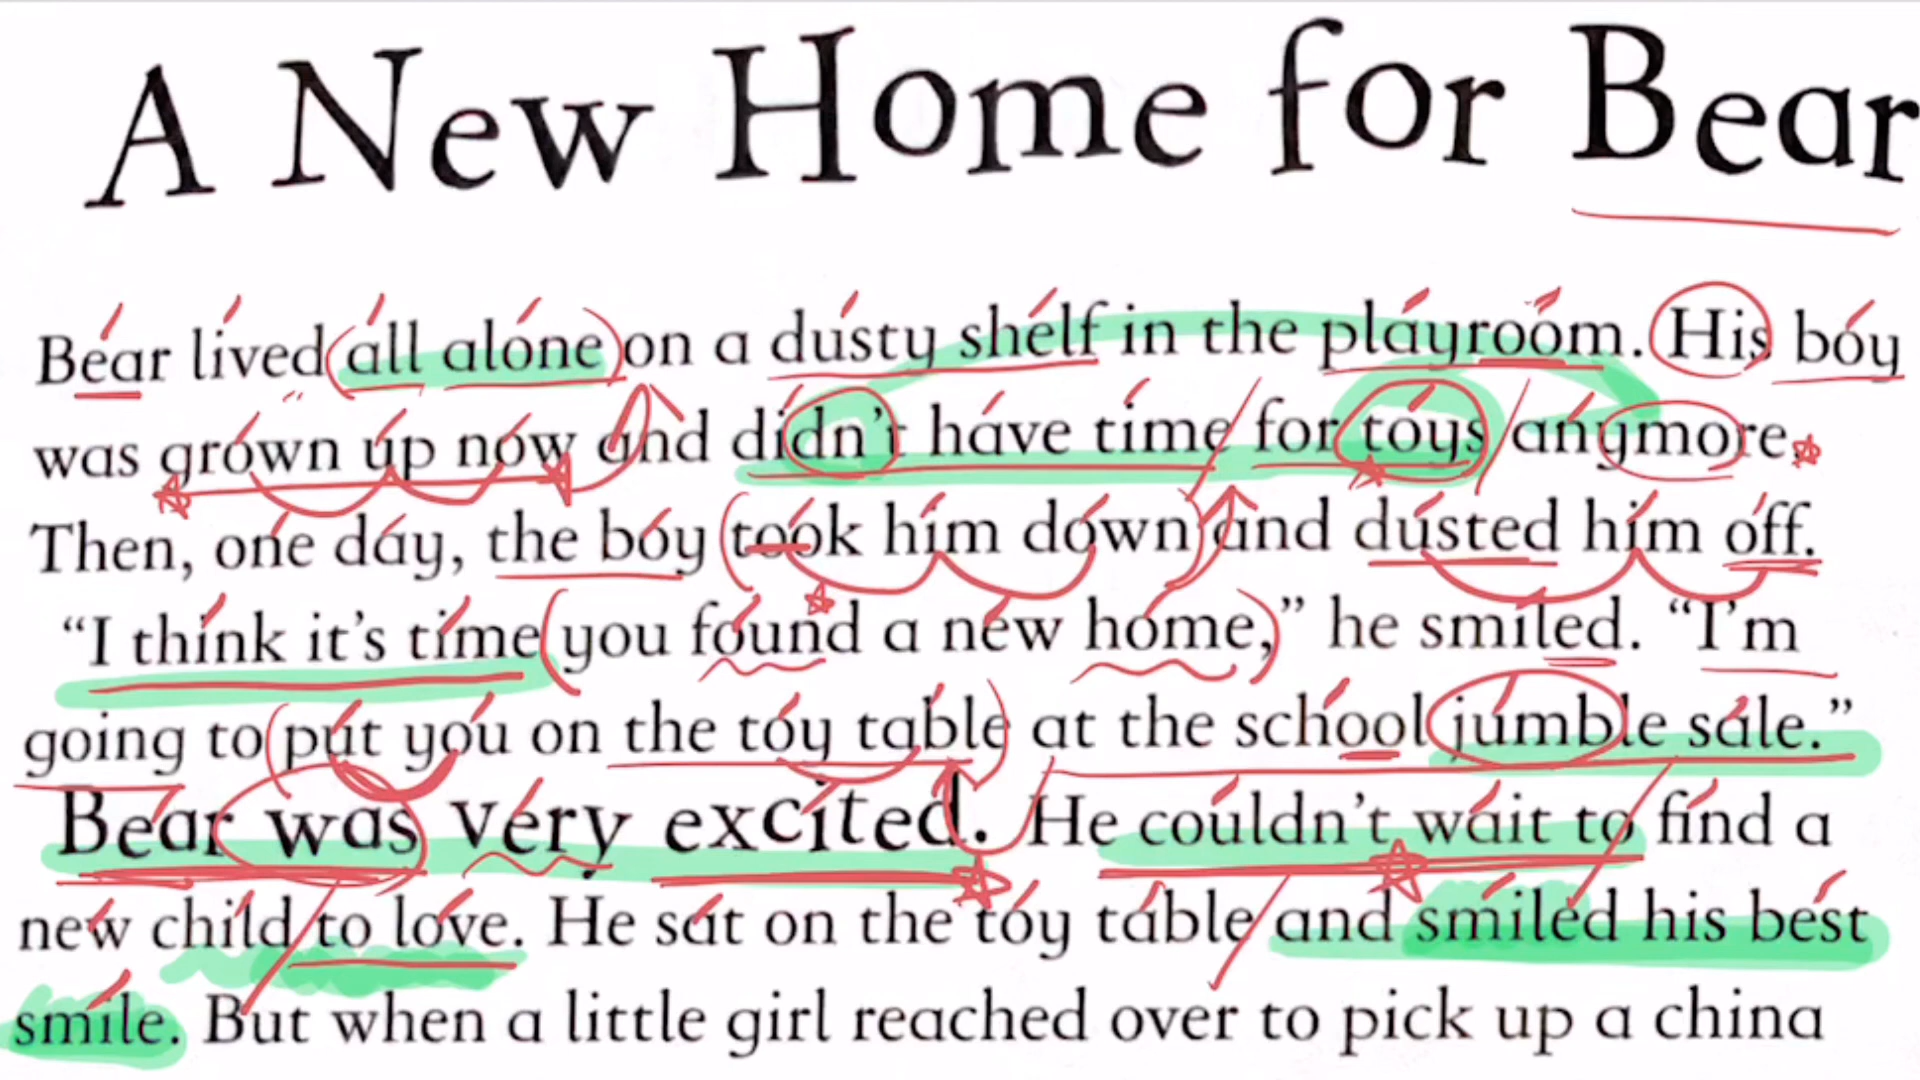 A New Home for Bear
Bear lived all alone on a dusty shelf in the playroom. His boy
was grown up now and didn't have time for toys anymore.
Then, one day, the boy took him down and dusted him off.
“I think it's time you found a new home,” he smiled. “I'm
going to put you on the toy table at the school jumble sale.”
Bear was very excited. He couldn't wait to find a
new child to love. He sat on the toy table and smiled his best
smile. But when a little girl reached over to pick up a china